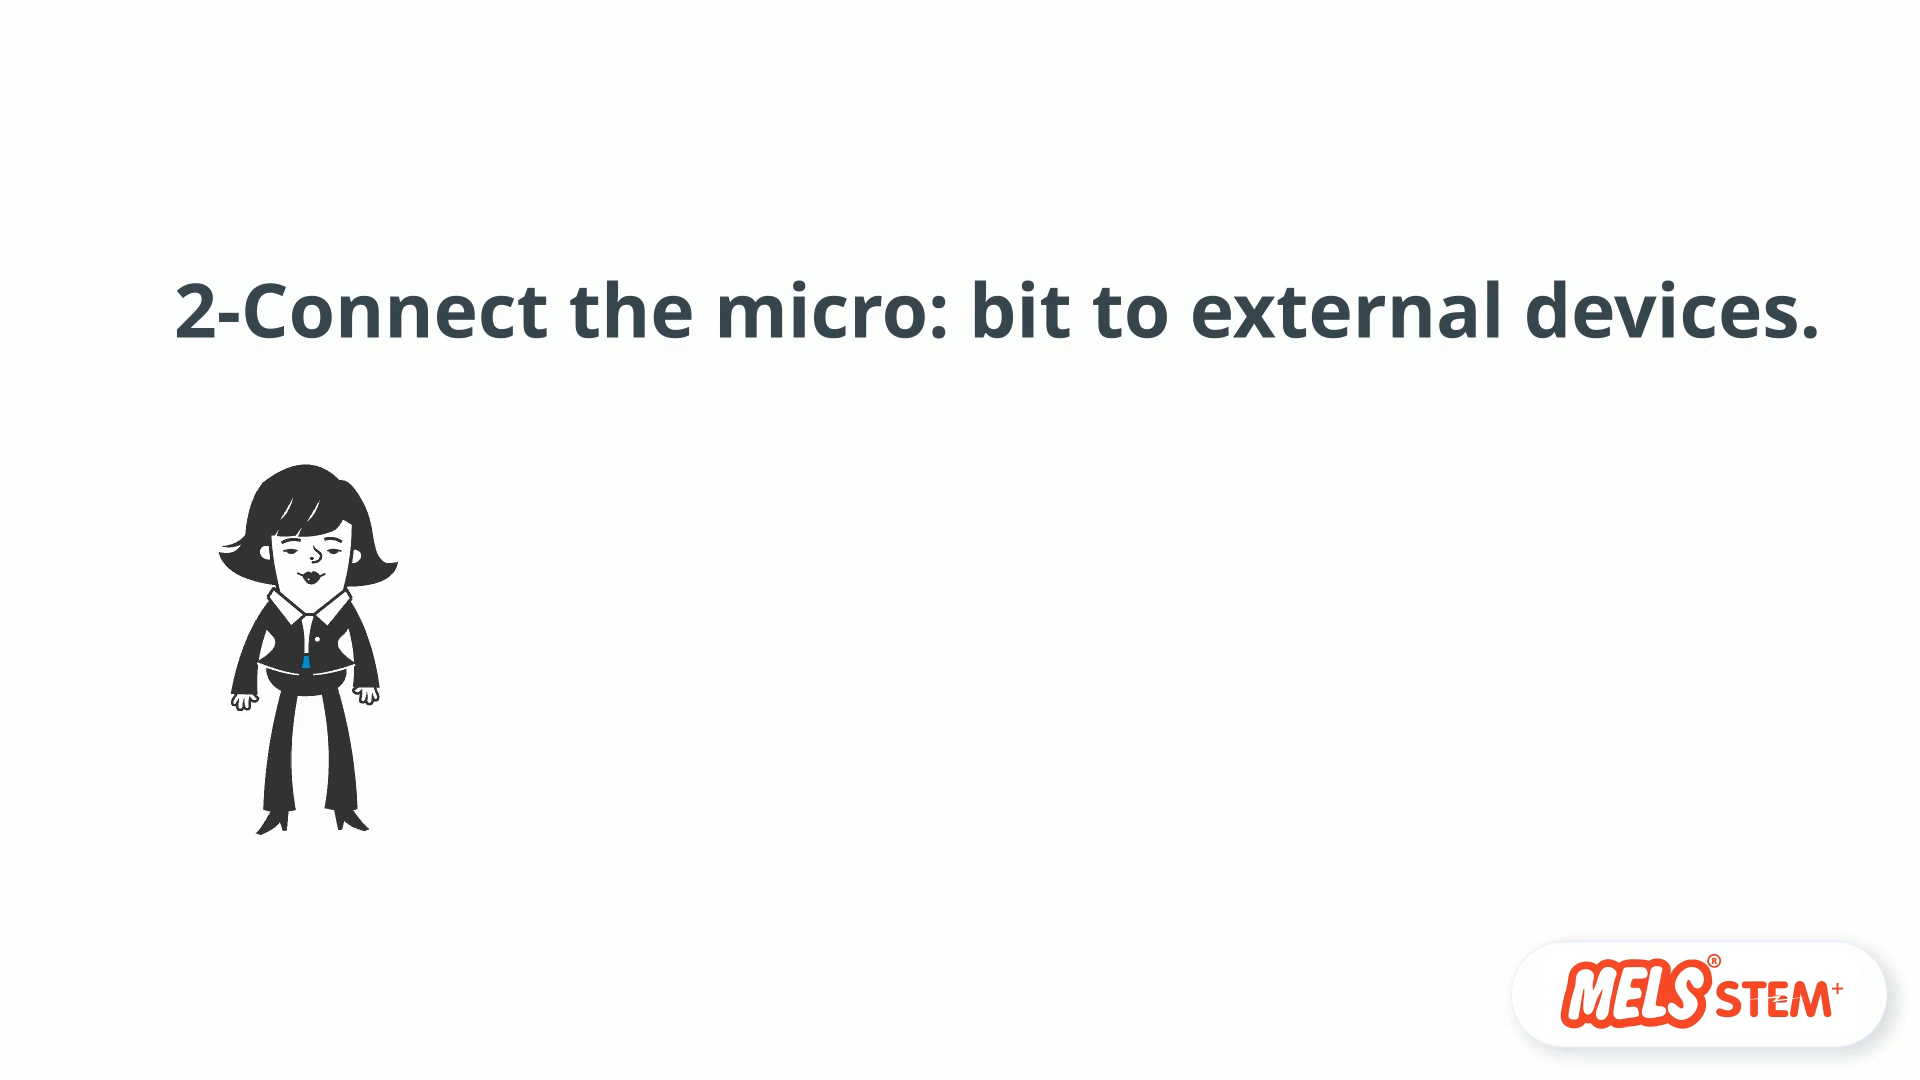 2-Connect the micro: bit to external devices.
MELS® STEM+